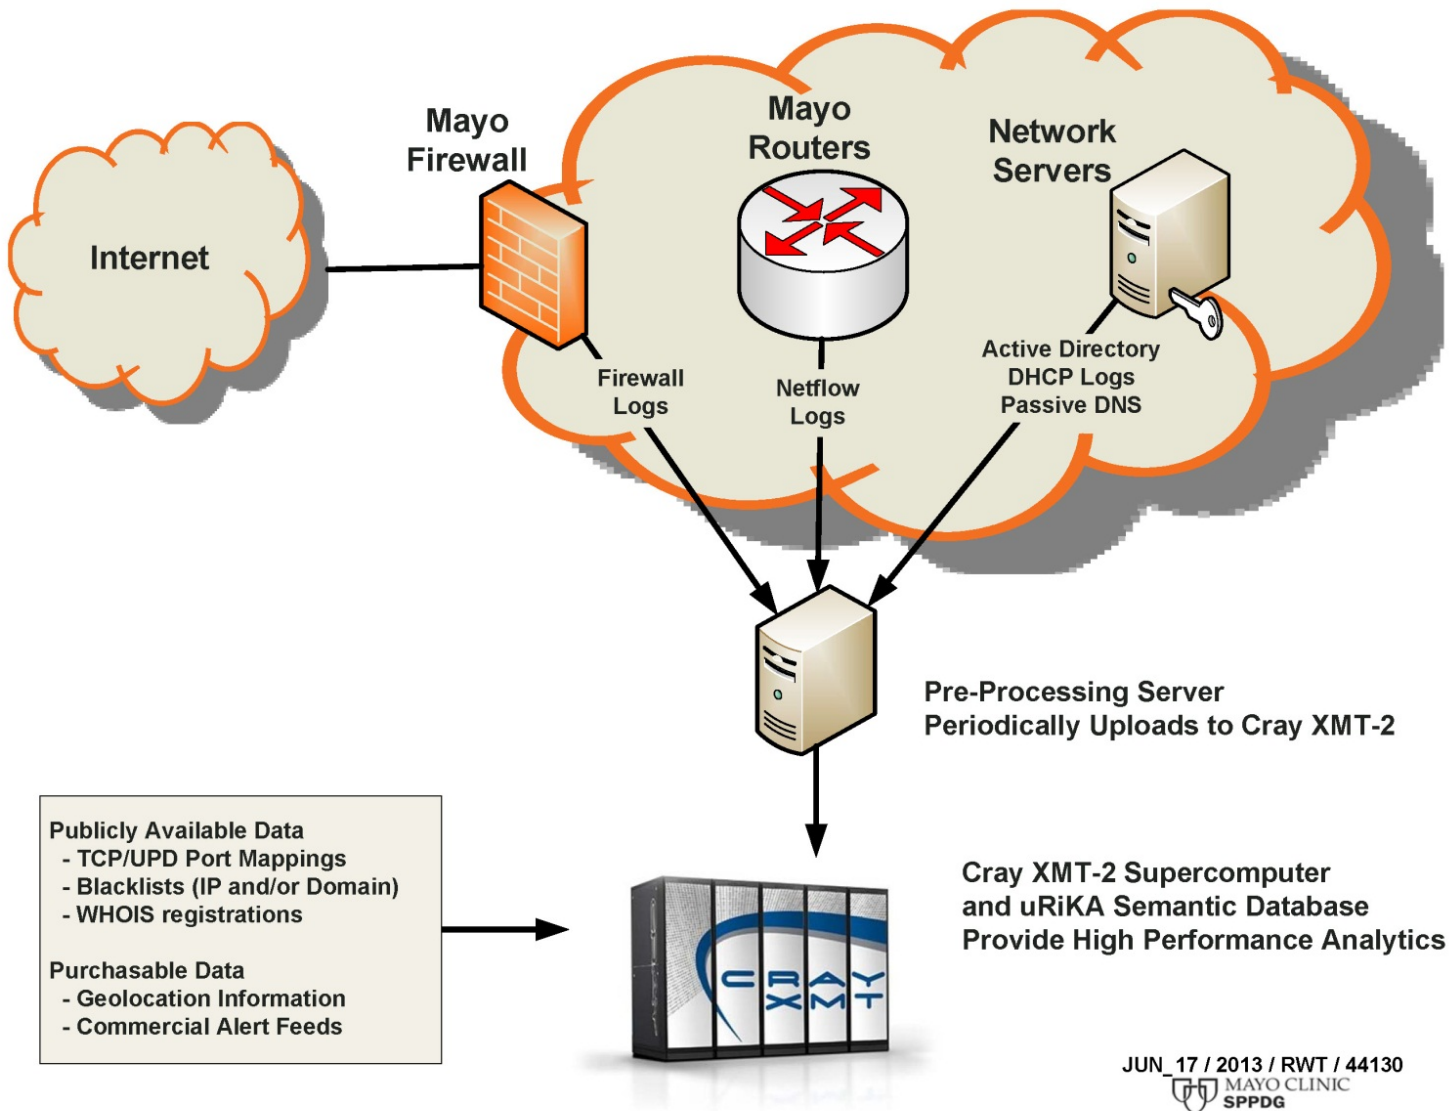 Mayo
Firewall
Mayo
Routers
Network
Servers
Internet
Firewall
Logs
Netflow
Logs
Active Directory
DHCP Logs
Passive DNS
Pre-Processing Server
Periodically Uploads to Cray XMT-2
Publicly Available Data
- TCP/UPD Port Mappings
- Blacklists (IP and/or Domain)
- WHOIS registrations
Purchasable Data
- Geolocation Information
- Commercial Alert Feeds
CRAY
XMT
Cray XMT-2 Supercomputer
and uRiKA Semantic Database
Provide High Performance Analytics
JUN_17 / 2013 / RWT / 44130
MAYO CLINIC
SPPDG